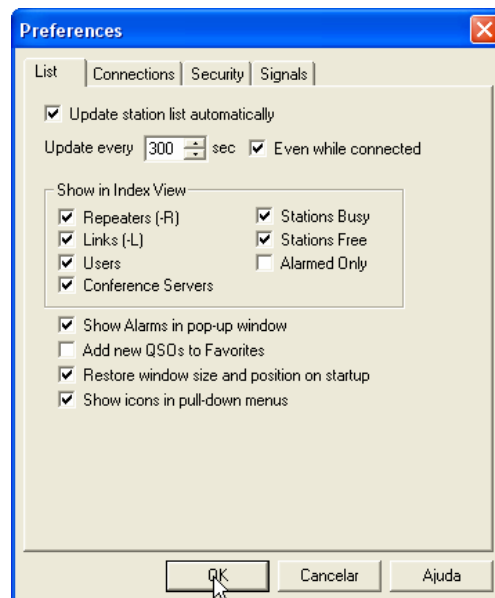 Preferences
List Connections Security Signals
Update station list automatically
Update every 300 sec Even while connected
Show in Index View
Repeaters (-R) Stations Busy
Links (-L) Stations Free
Users Alarmed Only
Conference Servers
Show Alarms in pop-up window
Add new QSOs to Favorites
Restore window size and position on startup
Show icons in pull-down menus
OK Cancelar Ajuda